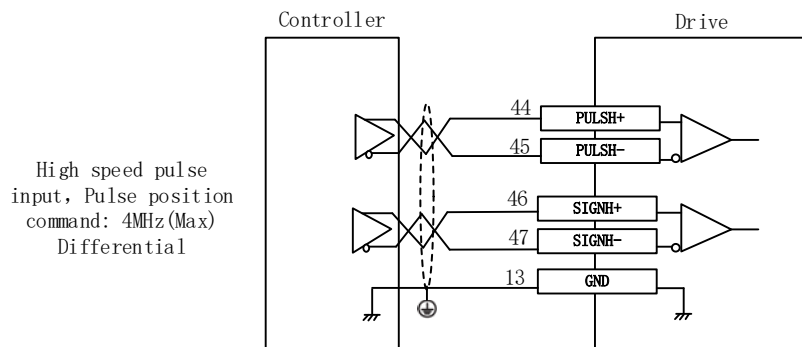 Controller
Drive
44
PULSH+
45
PULSH-
High speed pulse
input, Pulse position
command: 4MHz(Max)
Differential
46
SIGNH+
47
SIGNH-
13
GND